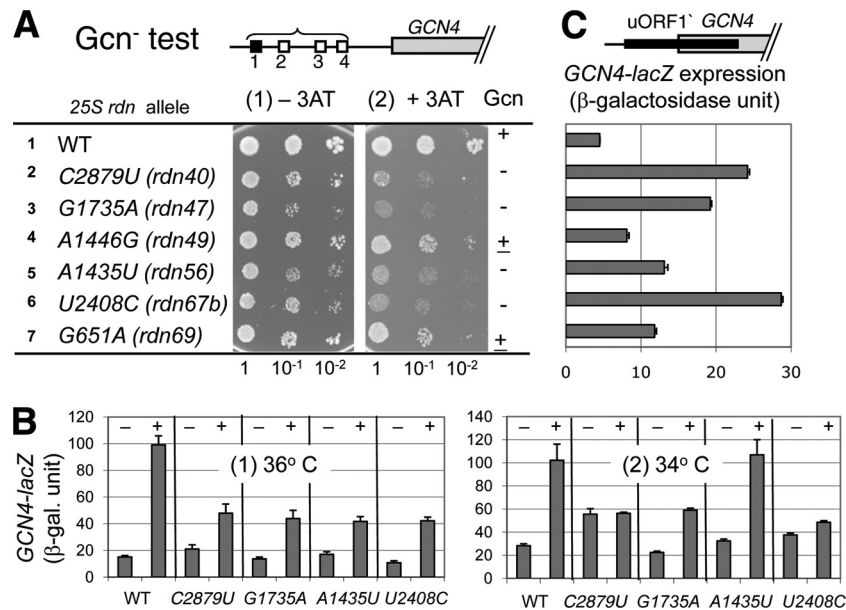 A
Gcn- test
GCN4
1 2 3 4
25S rdn allele (1) – 3AT (2) + 3AT Gcn
1 WT +
2 C2879U (rdn40) -
3 G1735A (rdn47) -
4 A1446G (rdn49) ±
5 A1435U (rdn56) -
6 U2408C (rdn67b) -
7 G651A (rdn69) ±
1 10-1 10-2 1 10-1 10-2
C
uORF1` GCN4
GCN4-lacZ expression
(β-galactosidase unit)
0 10 20 30
B
GCN4-lacZ
(β-gal. unit)
120
100
80
60
40
20
0
– + – + – + – + – +
(1) 36o C
WT C2879U G1735A A1435U U2408C
140
120
100
80
60
40
20
0
– + – + – + – + – +
(2) 34o C
WT C2879U G1735A A1435U U2408C